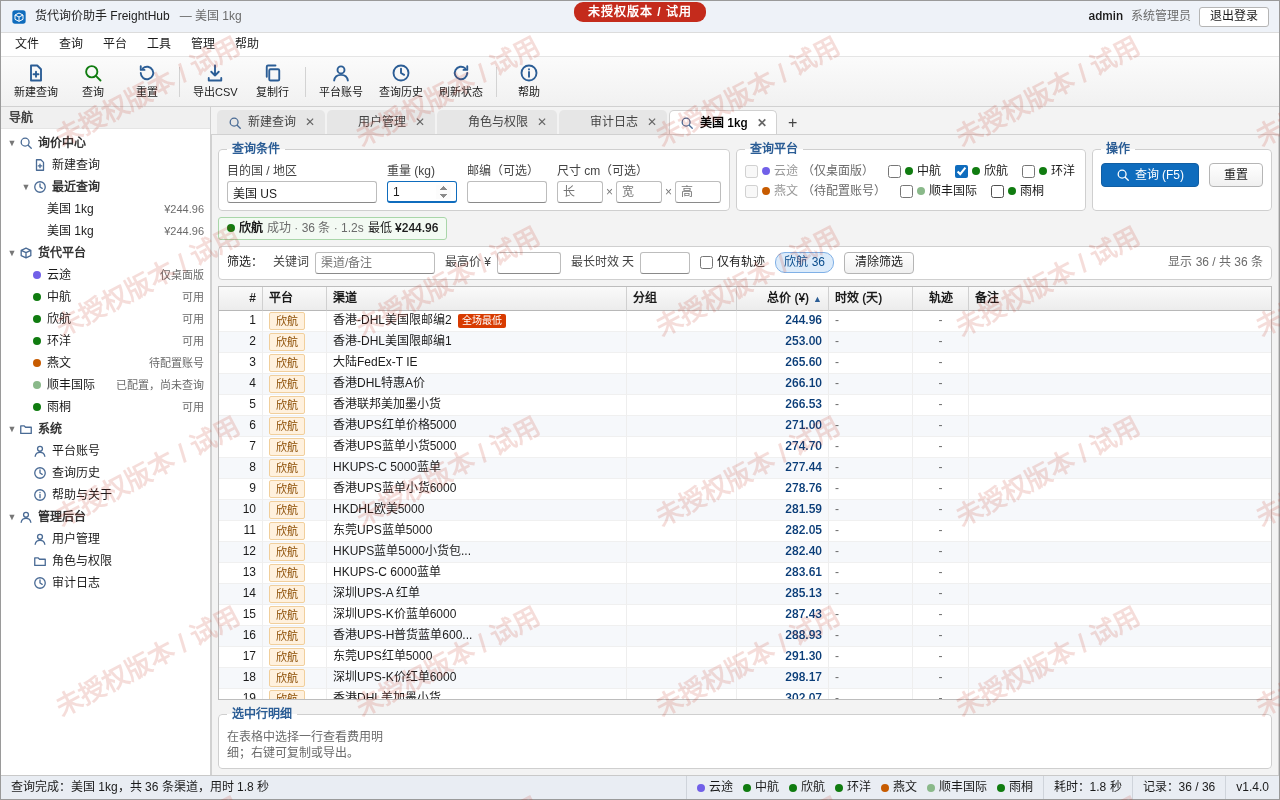 货代询价助手 FreightHub — 美国 1kg
未授权版本 / 试用
admin 系统管理员 退出登录
文件 查询 平台 工具 管理 帮助
新建查询 查询 重置 导出CSV 复制行 平台账号 查询历史 刷新状态 帮助
导航
询价中心
新建查询
最近查询
美国 1kg ¥244.96
美国 1kg ¥244.96
货代平台
云途 仅桌面版
中航 可用
欣航 可用
环洋 可用
燕文 待配置账号
顺丰国际 已配置，尚未查询
雨桐 可用
系统
平台账号
查询历史
帮助与关于
管理后台
用户管理
角色与权限
审计日志
新建查询 ✕ 用户管理 ✕ 角色与权限 ✕ 审计日志 ✕ 美国 1kg ✕ +
查询条件
目的国 / 地区 重量 (kg) 邮编（可选） 尺寸 cm（可选）
美国 US 1 长 × 宽 × 高
查询平台
云途 （仅桌面版） 中航 欣航 环洋
燕文 （待配置账号） 顺丰国际 雨桐
操作
查询 (F5) 重置
欣航 成功 · 36 条 · 1.2s 最低 ¥244.96
筛选： 关键词 渠道/备注 最高价 ¥ 最长时效 天 仅有轨迹 欣航 36 清除筛选 显示 36 / 共 36 条
# 平台 渠道 分组 总价 (¥) ▲ 时效 (天) 轨迹 备注
1 欣航 香港-DHL美国限邮编2 全场最低 244.96 - -
2 欣航 香港-DHL美国限邮编1 253.00 - -
3 欣航 大陆FedEx-T IE 265.60 - -
4 欣航 香港DHL特惠A价 266.10 - -
5 欣航 香港联邦美加墨小货 266.53 - -
6 欣航 香港UPS红单价格5000 271.00 - -
7 欣航 香港UPS蓝单小货5000 274.70 - -
8 欣航 HKUPS-C 5000蓝单 277.44 - -
9 欣航 香港UPS蓝单小货6000 278.76 - -
10 欣航 HKDHL欧美5000 281.59 - -
11 欣航 东莞UPS蓝单5000 282.05 - -
12 欣航 HKUPS蓝单5000小货包... 282.40 - -
13 欣航 HKUPS-C 6000蓝单 283.61 - -
14 欣航 深圳UPS-A 红单 285.13 - -
15 欣航 深圳UPS-K价蓝单6000 287.43 - -
16 欣航 香港UPS-H普货蓝单600... 288.93 - -
17 欣航 东莞UPS红单5000 291.30 - -
18 欣航 深圳UPS-K价红单6000 298.17 - -
19 欣航 香港DHL美加墨小货 302.07 - -
选中行明细
在表格中选择一行查看费用明
细；右键可复制或导出。
查询完成：美国 1kg，共 36 条渠道，用时 1.8 秒 云途 中航 欣航 环洋 燕文 顺丰国际 雨桐 耗时：1.8 秒 记录：36 / 36 v1.4.0